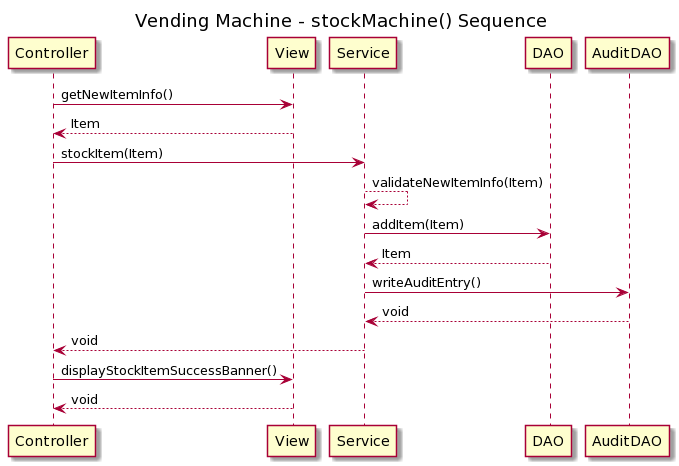 Vending Machine - stockMachine() Sequence
Controller View Service DAO AuditDAO
getNewItemInfo()
Item
stockItem(Item)
validateNewItemInfo(Item)
addItem(Item)
Item
writeAuditEntry()
void
void
displayStockItemSuccessBanner()
void
Controller View Service DAO AuditDAO